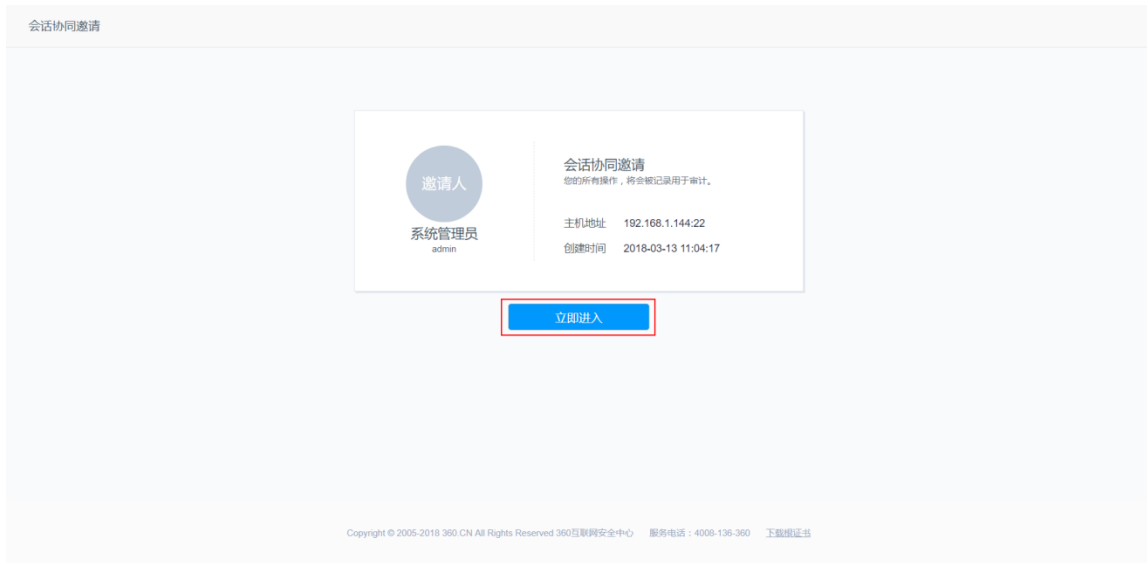 会话协同邀请
邀请人
系统管理员
admin
会话协同邀请
您的所有操作，将会被记录用于审计。
主机地址 192.168.1.144:22
创建时间 2018-03-13 11:04:17
立即进入
Copyright © 2005-2018 360.CN All Rights Reserved 360互联网安全中心 服务电话：4008-136-360 下载根证书